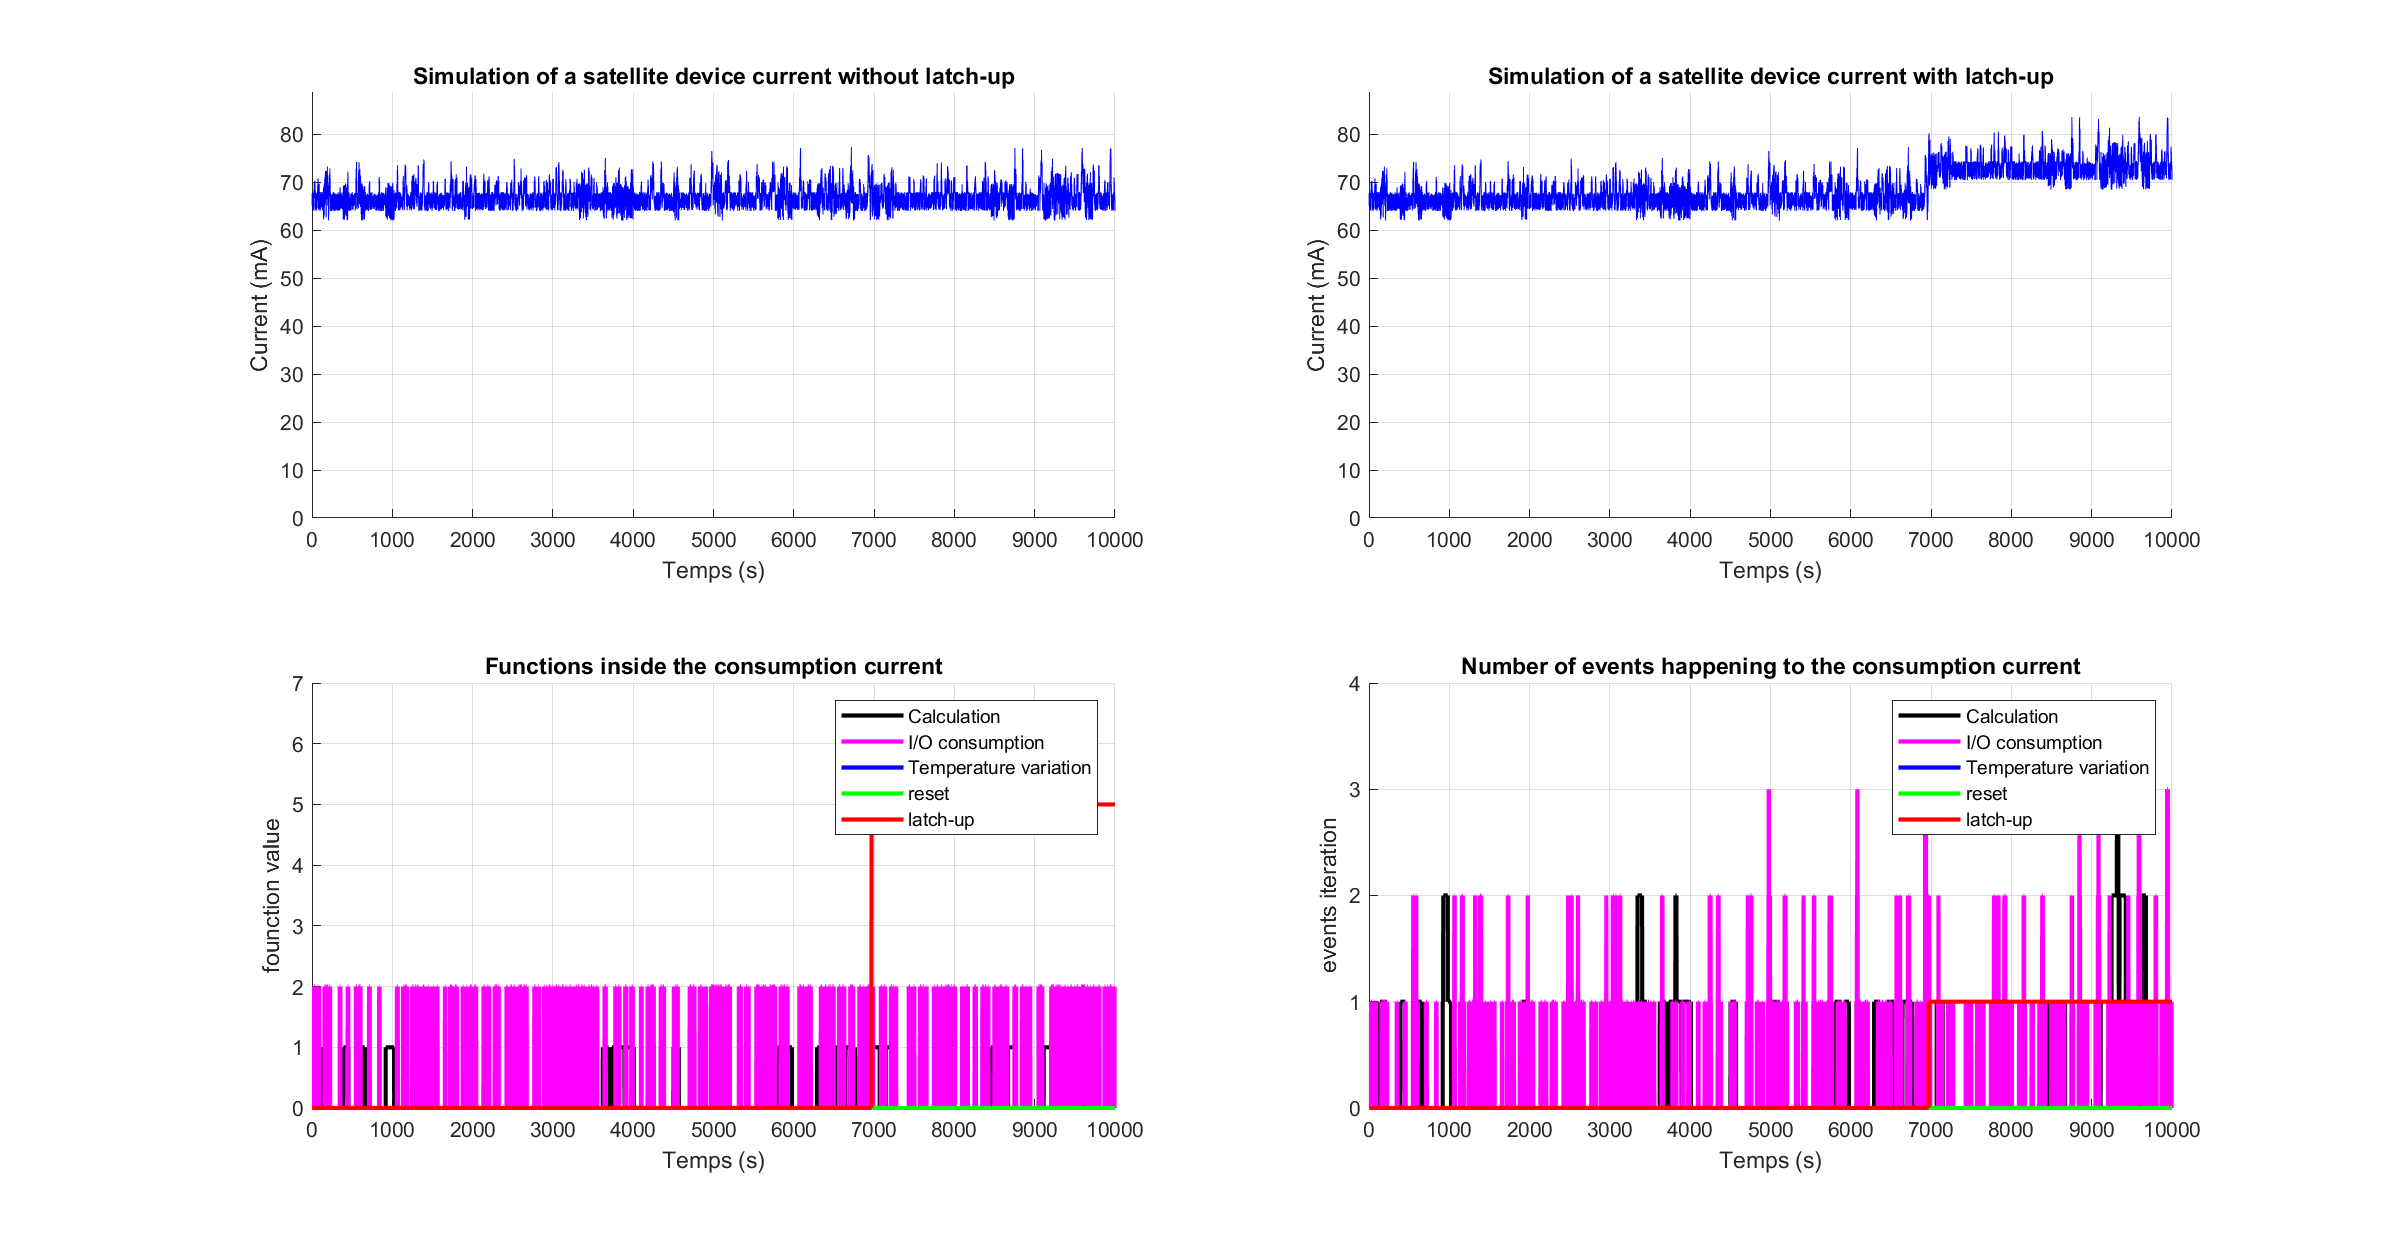 Simulation of a satellite device current without latch-up
80
70
60
50
40
30
20
10
0
Current (mA)
0 1000 2000 3000 4000 5000 6000 7000 8000 9000 10000
Temps (s)
Simulation of a satellite device current with latch-up
80
70
60
50
40
30
20
10
0
Current (mA)
0 1000 2000 3000 4000 5000 6000 7000 8000 9000 10000
Temps (s)
Functions inside the consumption current
7
6
5
4
3
2
1
0
founction value
Calculation
I/O consumption
Temperature variation
reset
latch-up
0 1000 2000 3000 4000 5000 6000 7000 8000 9000 10000
Temps (s)
Number of events happening to the consumption current
4
3
2
1
0
events iteration
Calculation
I/O consumption
Temperature variation
reset
latch-up
0 1000 2000 3000 4000 5000 6000 7000 8000 9000 10000
Temps (s)